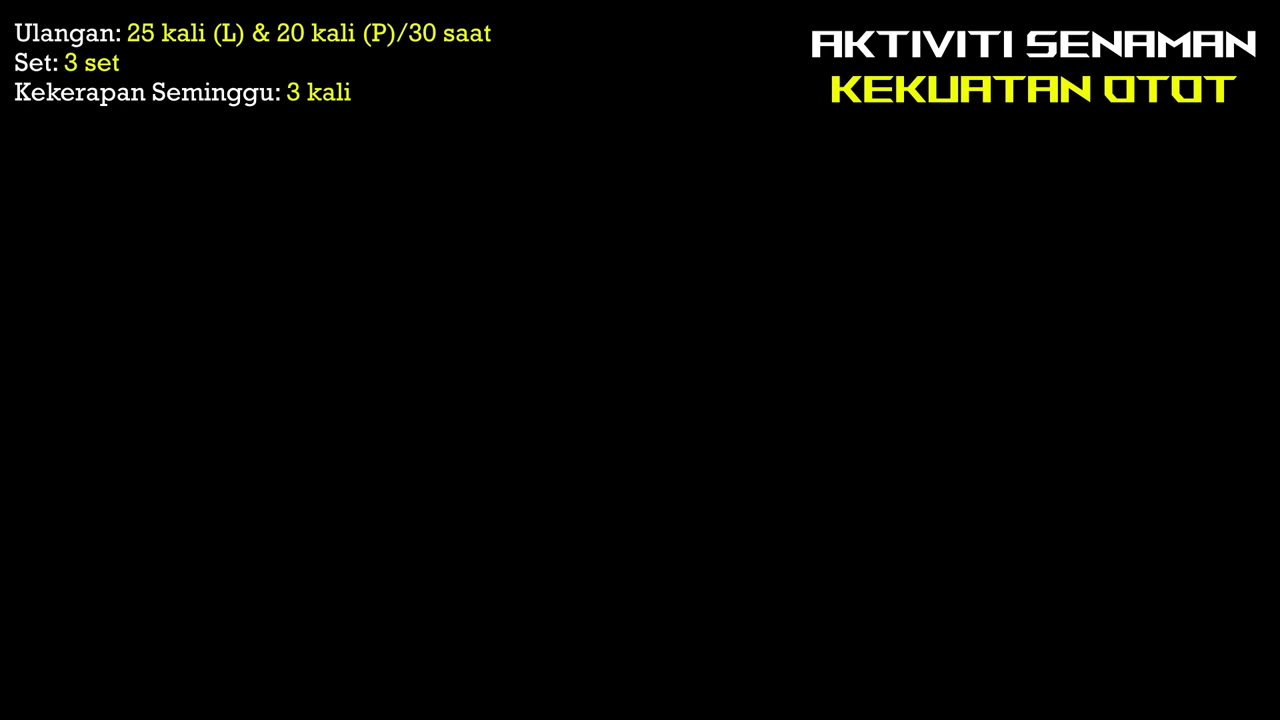 Ulangan: 25 kali (L) & 20 kali (P)/30 saat
Set: 3 set
Kekerapan Seminggu: 3 kali
AKTIVITI SENAMAN
KEKUATAN OTOT